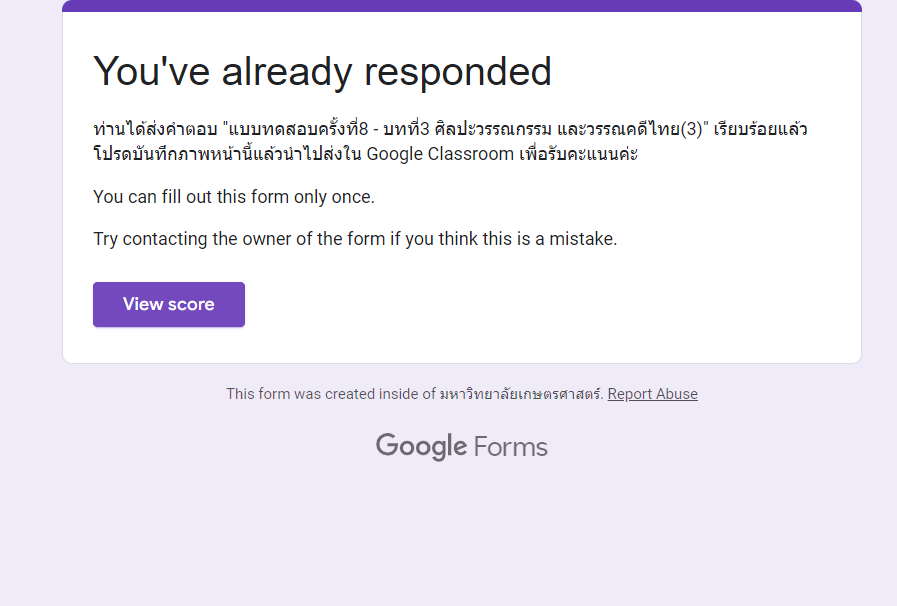 You've already responded
ท่านได้ส่งคำตอบ "แบบทดสอบครั้งที่8 - บทที่3 ศิลปะวรรณกรรม และวรรณคดีไทย(3)" เรียบร้อยแล้ว
โปรดบันทึกภาพหน้านี้แล้วนำไปส่งใน Google Classroom เพื่อรับคะแนนค่ะ
You can fill out this form only once.
Try contacting the owner of the form if you think this is a mistake.
View score
This form was created inside of มหาวิทยาลัยเกษตรศาสตร์. Report Abuse
Google Forms